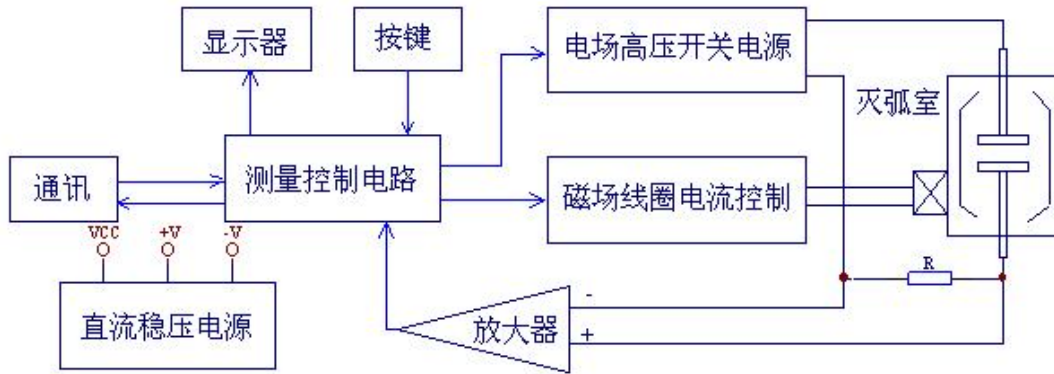 显示器
按键
电场高压开关电源
灭弧室
通讯
测量控制电路
磁场线圈电流控制
VCC
+V
-V
R
直流稳压电源
放大器
-
+